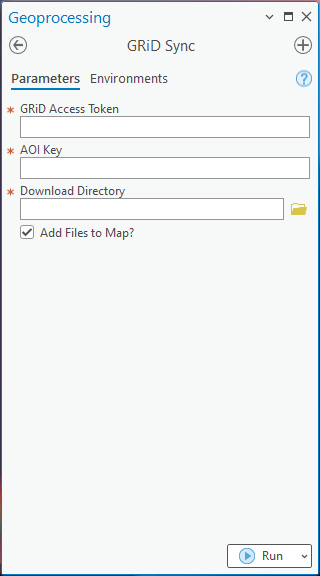 Geoprocessing
GRiD Sync
Parameters Environments
* GRiD Access Token
* AOI Key
* Download Directory
Add Files to Map?
Run